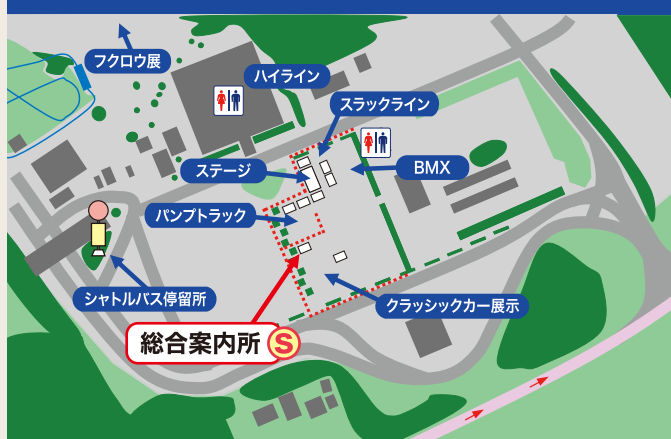 フクロウ展
ハイライン
スラックライン
ステージ
BMX
パンプトラック
シャトルバス停留所
クラッシックカー展示
総合案内所 S